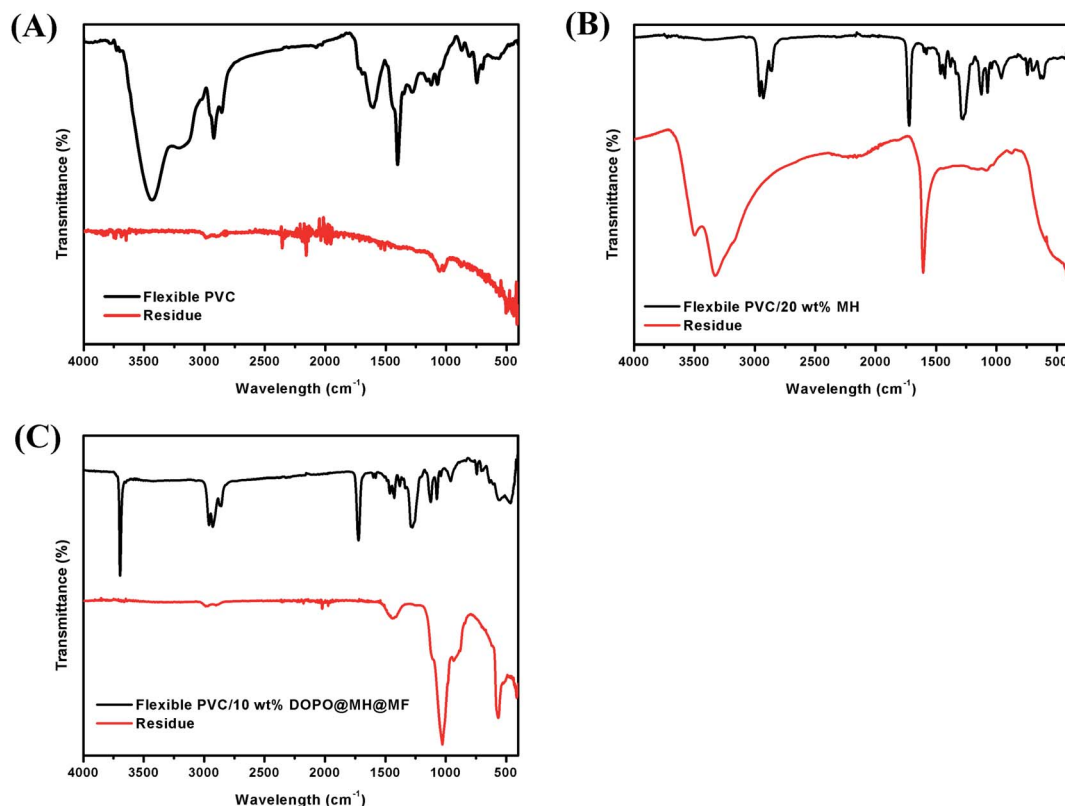 (A)
Transmittance (%)
Flexible PVC
Residue
4000 3500 3000 2500 2000 1500 1000 500
Wavelength (cm⁻¹)
(B)
Transmittance (%)
Flexbile PVC/20 wt% MH
Residue
4000 3500 3000 2500 2000 1500 1000 500
Wavelength (cm⁻¹)
(C)
Transmittance (%)
Flexible PVC/10 wt% DOPO@MH@MF
Residue
4000 3500 3000 2500 2000 1500 1000 500
Wavelength (cm⁻¹)